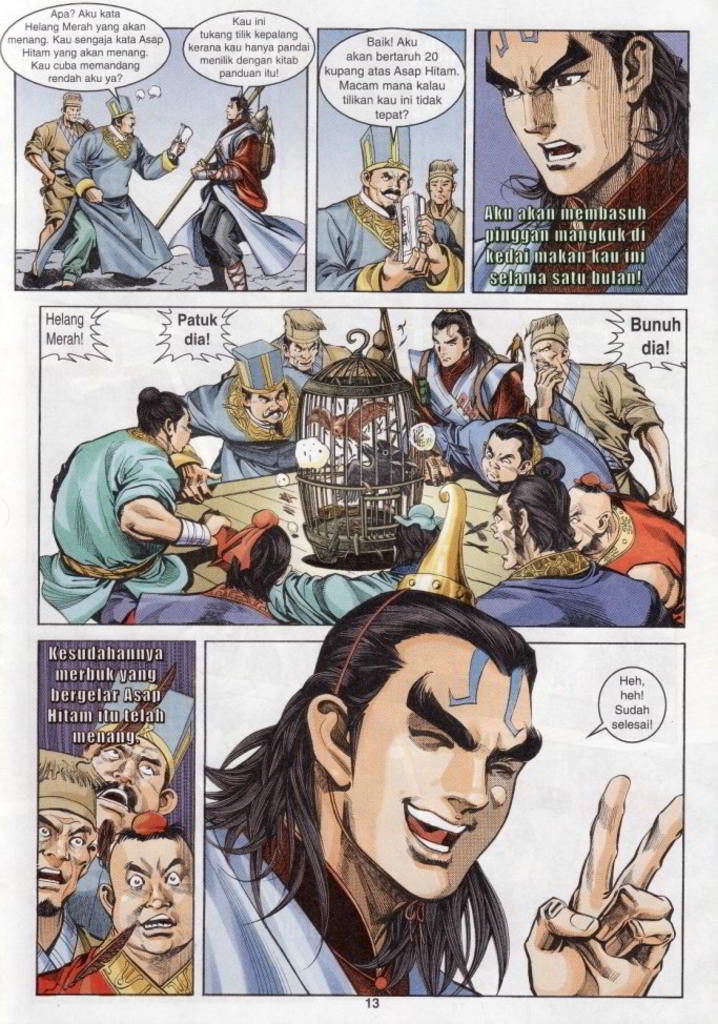 Apa? Aku kata
Helang Merah yang akan
menang. Kau sengaja kata Asap
Hitam yang akan menang.
Kau cuba memandang
rendah aku ya?
Kau ini
tukang tilik kepalang
kerana kau hanya pandai
menilik dengan kitab
panduan itu!
Baik! Aku
akan bertaruh 20
kupang atas Asap Hitam.
Macam mana kalau
tilikan kau ini tidak
tepat?
Aku akan membasuh
pinggan mangkuk di
kedai makan kau ini
selama satu bulan!
Helang
Merah!
Patuk
dia!
Bunuh
dia!
Kesudahannya
merbuk yang
bergelar Asap
Hitam itu telah
menang.
Heh,
heh!
Sudah
selesai!
13